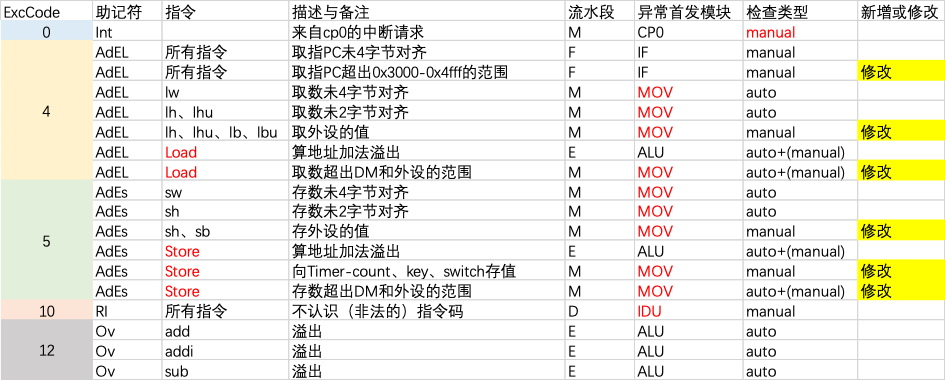 ExcCode 助记符 指令 描述与备注 流水段 异常首发模块 检查类型 新增或修改
0 Int 来自cp0的中断请求 M CP0 manual
AdEL 所有指令 取指PC未4字节对齐 F IF manual
AdEL 所有指令 取指PC超出0x3000-0x4fff的范围 F IF manual 修改
AdEL lw 取数未4字节对齐 M MOV auto
4 AdEL lh、lhu 取数未2字节对齐 M MOV auto
AdEL lh、lhu、lb、lbu 取外设的值 M MOV manual 修改
AdEL Load 算地址加法溢出 E ALU auto+(manual)
AdEL Load 取数超出DM和外设的范围 M MOV auto+(manual) 修改
AdEs sw 存数未4字节对齐 M MOV auto
AdEs sh 存数未2字节对齐 M MOV auto
AdEs sh、sb 存外设的值 M MOV manual 修改
5 AdEs Store 算地址加法溢出 E ALU auto+(manual)
AdEs Store 向Timer-count、key、switch存值 M MOV manual 修改
AdEs Store 存数超出DM和外设的范围 M MOV auto+(manual) 修改
10 RI 所有指令 不认识（非法的）指令码 D IDU manual
Ov add 溢出 E ALU auto
12 Ov addi 溢出 E ALU auto
Ov sub 溢出 E ALU auto